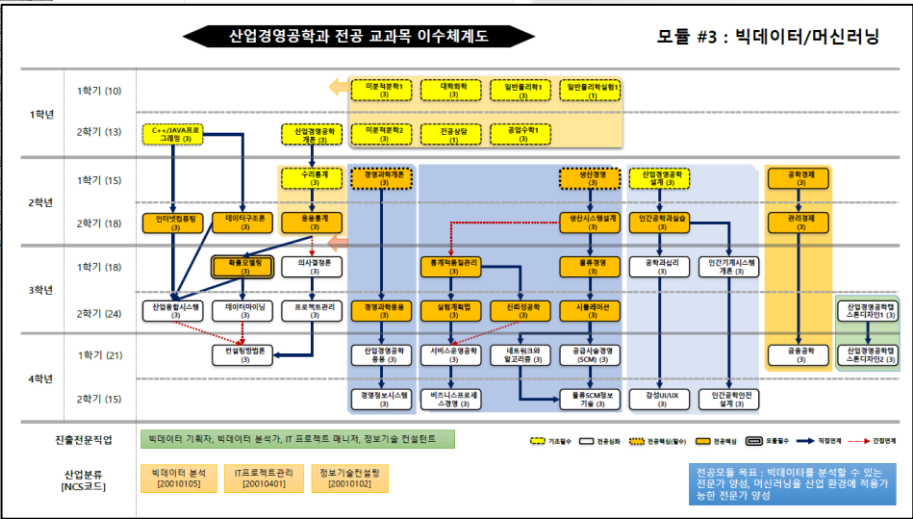 산업경영공학과 전공 교과목 이수체계도
모듈 #3 : 빅데이터/머신러닝
1학년
1학기 (10)
미분적분학1
(3)
대학화학
(3)
일반물리학1
(3)
일반물리학실험1
(1)
2학기 (13)
C++/JAVA프로
그래밍 (3)
산업경영공학
개론 (3)
미분적분학2
(3)
전공상담
(1)
공업수학1
(3)
2학년
1학기 (15)
수리통계
(3)
경영과학개론
(3)
생산경영
(3)
산업경영공학
설계 (3)
공학경제
(3)
2학기 (18)
인터넷컴퓨팅
(3)
데이터구조론
(3)
응용통계
(3)
생산시스템설계
(3)
인간공학과실습
(3)
관리경제
(3)
3학년
1학기 (18)
확률모델링
(3)
의사결정론
(3)
통계적품질관리
(3)
물류경영
(3)
공학과심리
(3)
인간기계시스템
개론 (3)
2학기 (24)
산업융합시스템
(3)
데이터마이닝
(3)
프로젝트관리
(3)
경영과학응용
(3)
실험계획법
(3)
신뢰성공학
(3)
시뮬레이션
(3)
산업경영공학캡
스톤디자인1 (3)
4학년
1학기 (21)
컨설팅방법론
(3)
산업경영공학
응용 (3)
서비스운영공학
(3)
네트워크와
알고리즘 (3)
공급사슬경영
(SCM) (3)
금융공학
(3)
산업경영공학캡
스톤디자인2 (3)
2학기 (15)
경영정보시스템
(3)
비즈니스프로세
스경영 (3)
물류SCM정보
기술 (3)
감성UI/UX
(3)
인간공학안전
설계 (3)
진출전문직업
빅데이터 기획자, 빅데이터 분석가, IT 프로젝트 매니저, 정보기술 컨설턴트
기초필수
전공심화
전공핵심(필수)
전공핵심
모듈필수
직접연계
간접연계
산업분류
[NCS코드]
빅데이터 분석
[20010105]
IT프로젝트관리
[20010401]
정보기술컨설팅
[20010102]
전공모듈 목표 : 빅데이터를 분석할 수 있는
전문가 양성, 머신러닝을 산업 환경에 적용가
능한 전문가 양성